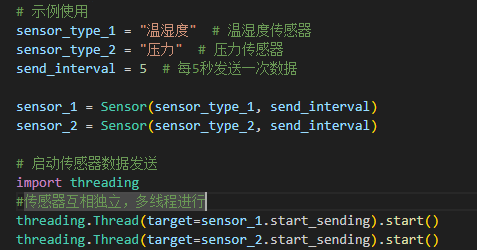 # 示例使用
sensor_type_1 = "温湿度"  # 温湿度传感器
sensor_type_2 = "压力"  # 压力传感器
send_interval = 5  # 每5秒发送一次数据
sensor_1 = Sensor(sensor_type_1, send_interval)
sensor_2 = Sensor(sensor_type_2, send_interval)
# 启动传感器数据发送
import threading
#传感器互相独立，多线程进行
threading.Thread(target=sensor_1.start_sending).start()
threading.Thread(target=sensor_2.start_sending).start()